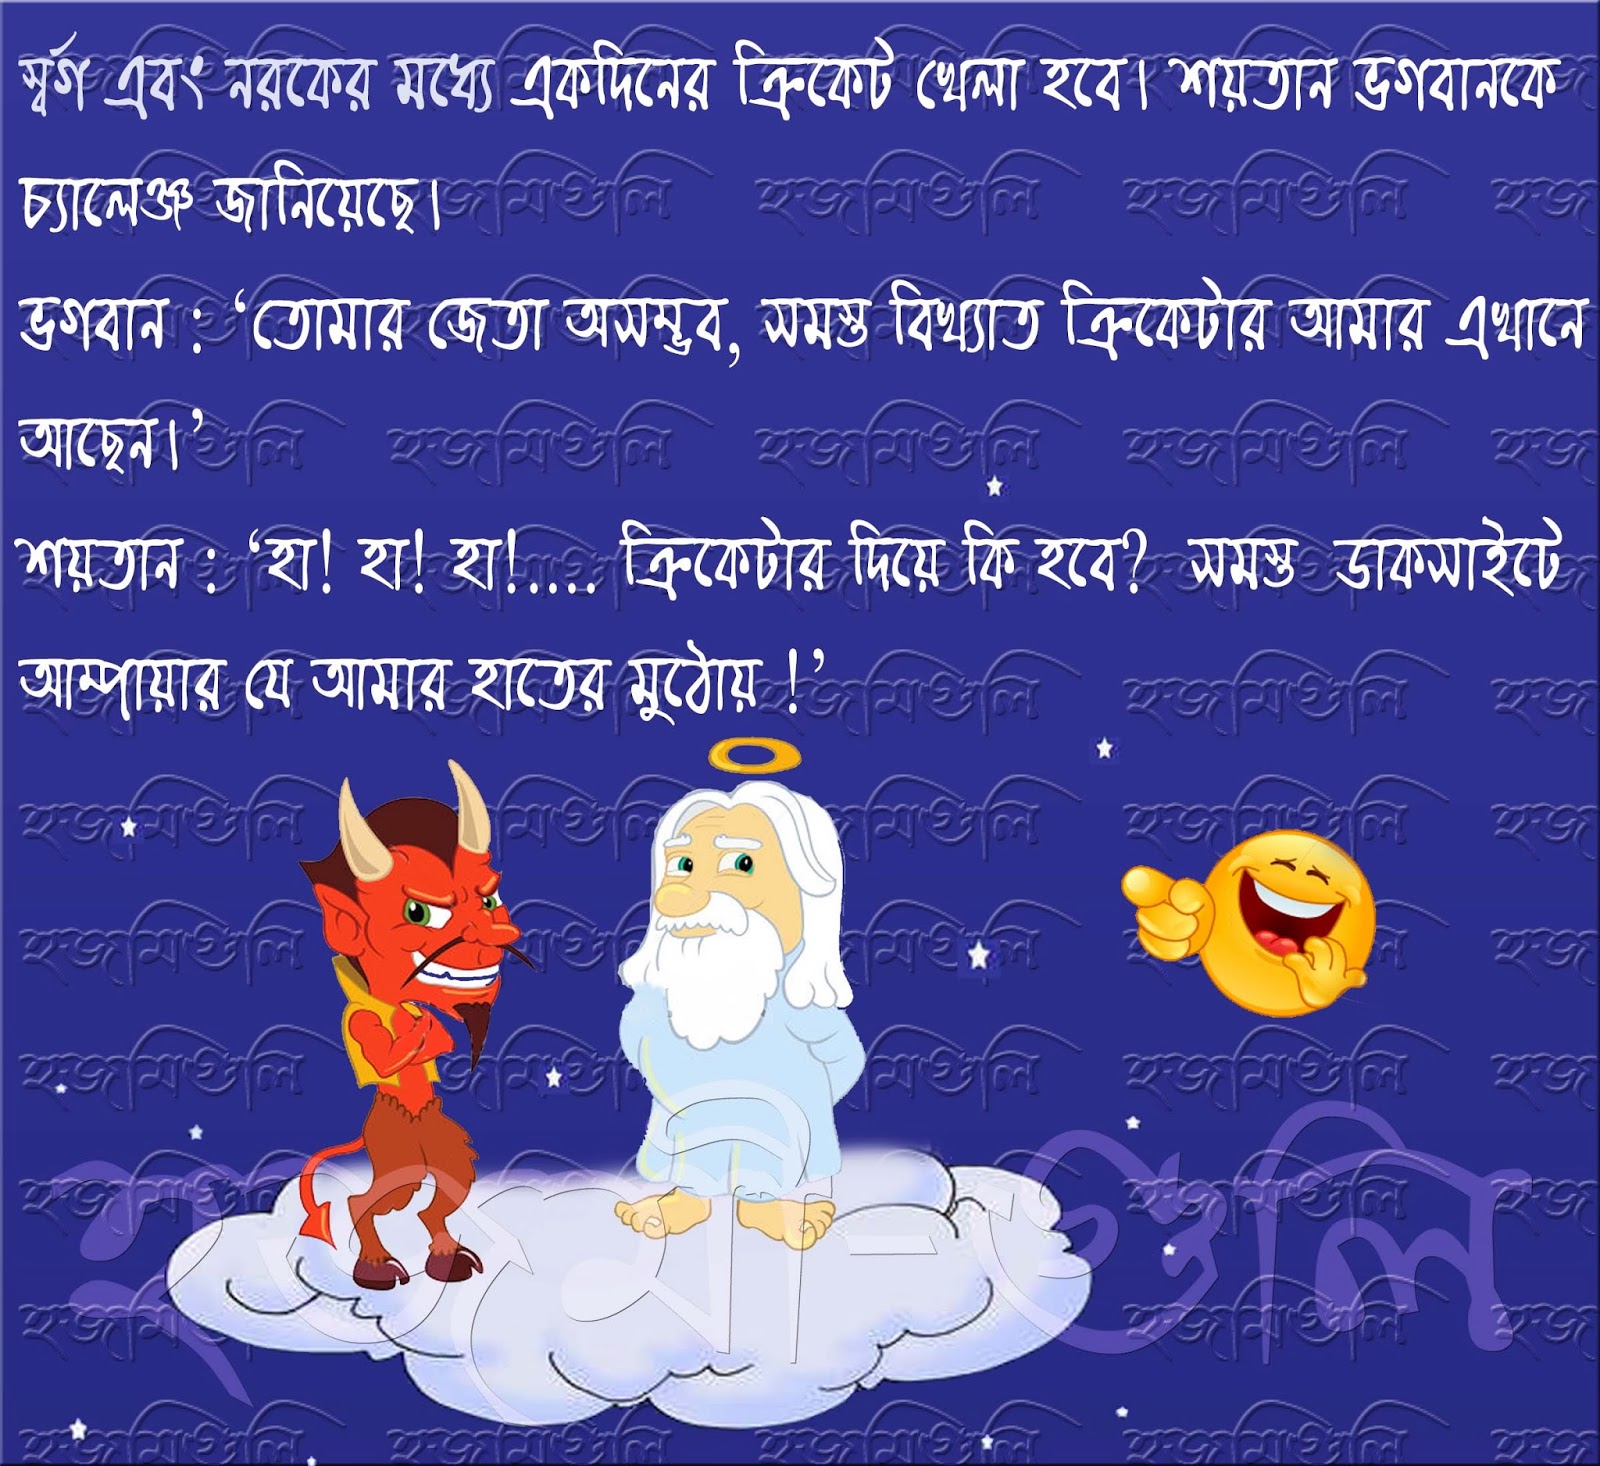 স্বর্গ এবং নরকের মধ্যে একদিনের ক্রিকেট খেলা হবে। শয়তান ভগবানকে
চ্যালেঞ্জ জানিয়েছে।
ভগবান : ‘তোমার জেতা অসম্ভব, সমস্ত বিখ্যাত ক্রিকেটার আমার এখানে
আছেন।’
শয়তান : ‘হা! হা! হা!.... ক্রিকেটার দিয়ে কি হবে? সমস্ত ডাকসাইটে
আম্পায়ার যে আমার হাতের মুঠোয় !’